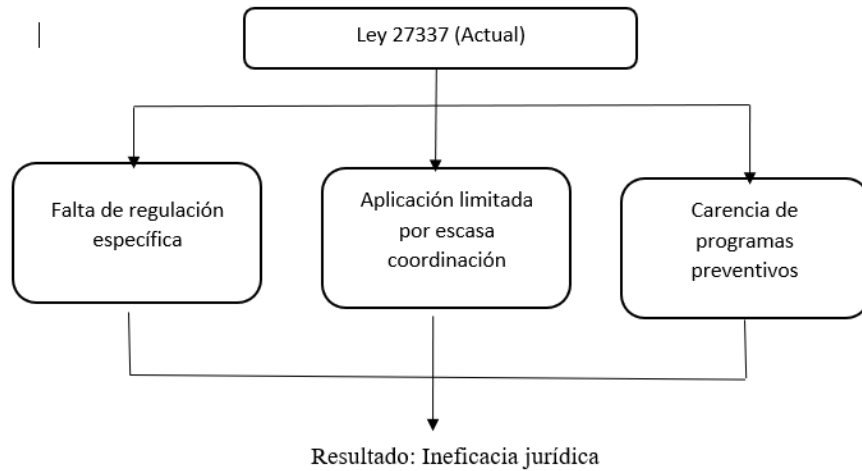 Ley 27337 (Actual)
Falta de regulación
específica
Aplicación limitada
por escasa
coordinación
Carencia de
programas
preventivos
Resultado: Ineficacia jurídica